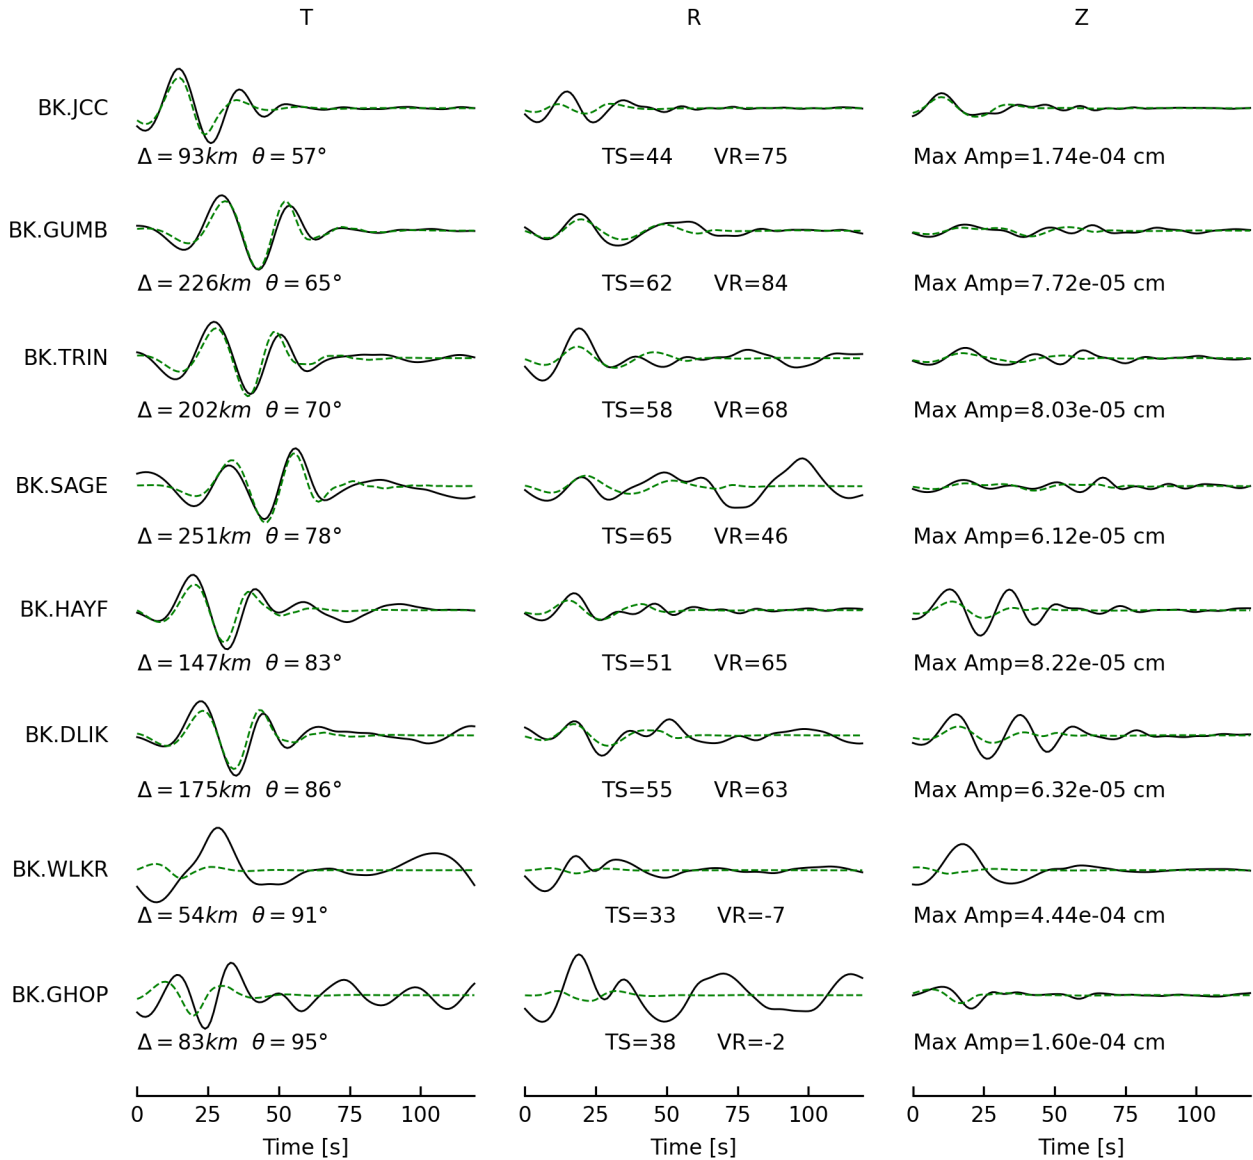 T R Z
BK.JCC
Δ = 93km θ = 57° TS=44 VR=75 Max Amp=1.74e-04 cm
BK.GUMB
Δ = 226km θ = 65° TS=62 VR=84 Max Amp=7.72e-05 cm
BK.TRIN
Δ = 202km θ = 70° TS=58 VR=68 Max Amp=8.03e-05 cm
BK.SAGE
Δ = 251km θ = 78° TS=65 VR=46 Max Amp=6.12e-05 cm
BK.HAYF
Δ = 147km θ = 83° TS=51 VR=65 Max Amp=8.22e-05 cm
BK.DLIK
Δ = 175km θ = 86° TS=55 VR=63 Max Amp=6.32e-05 cm
BK.WLKR
Δ = 54km θ = 91° TS=33 VR=-7 Max Amp=4.44e-04 cm
BK.GHOP
Δ = 83km θ = 95° TS=38 VR=-2 Max Amp=1.60e-04 cm
0 25 50 75 100 0 25 50 75 100 0 25 50 75 100
Time [s] Time [s] Time [s]